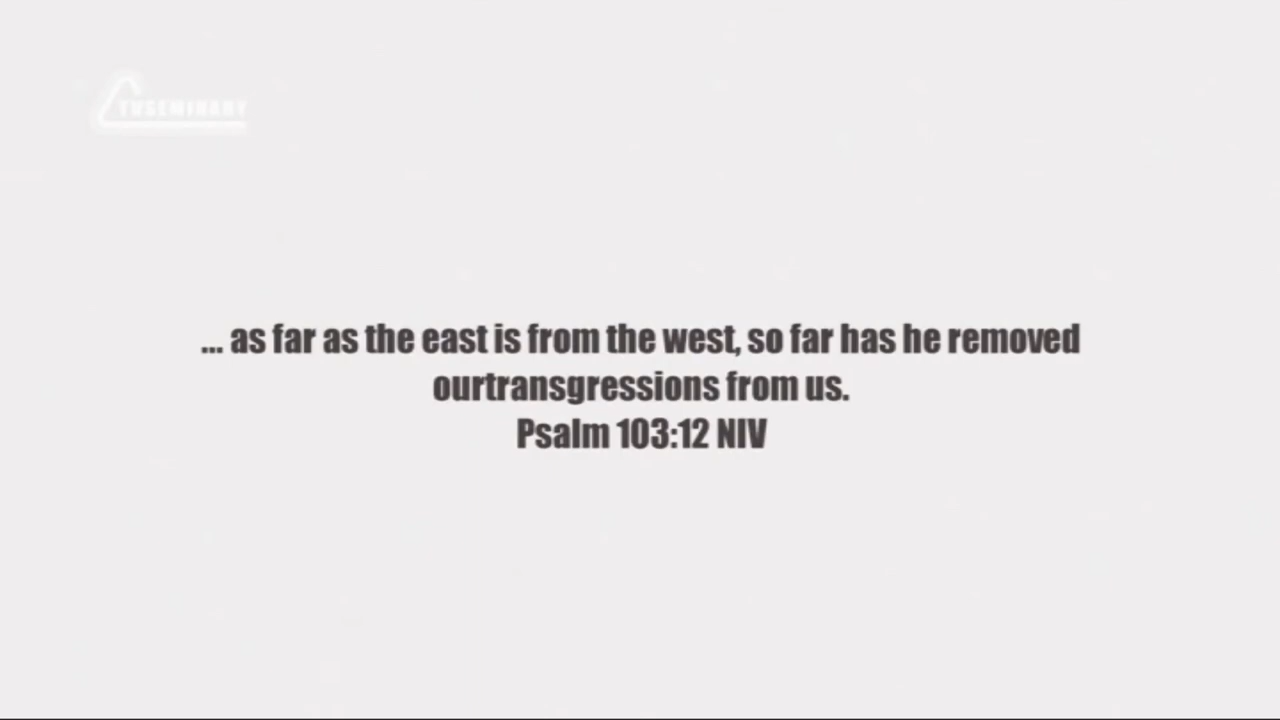 TVSEMINARY
... as far as the east is from the west, so far has he removed
ourtransgressions from us.
Psalm 103:12 NIV